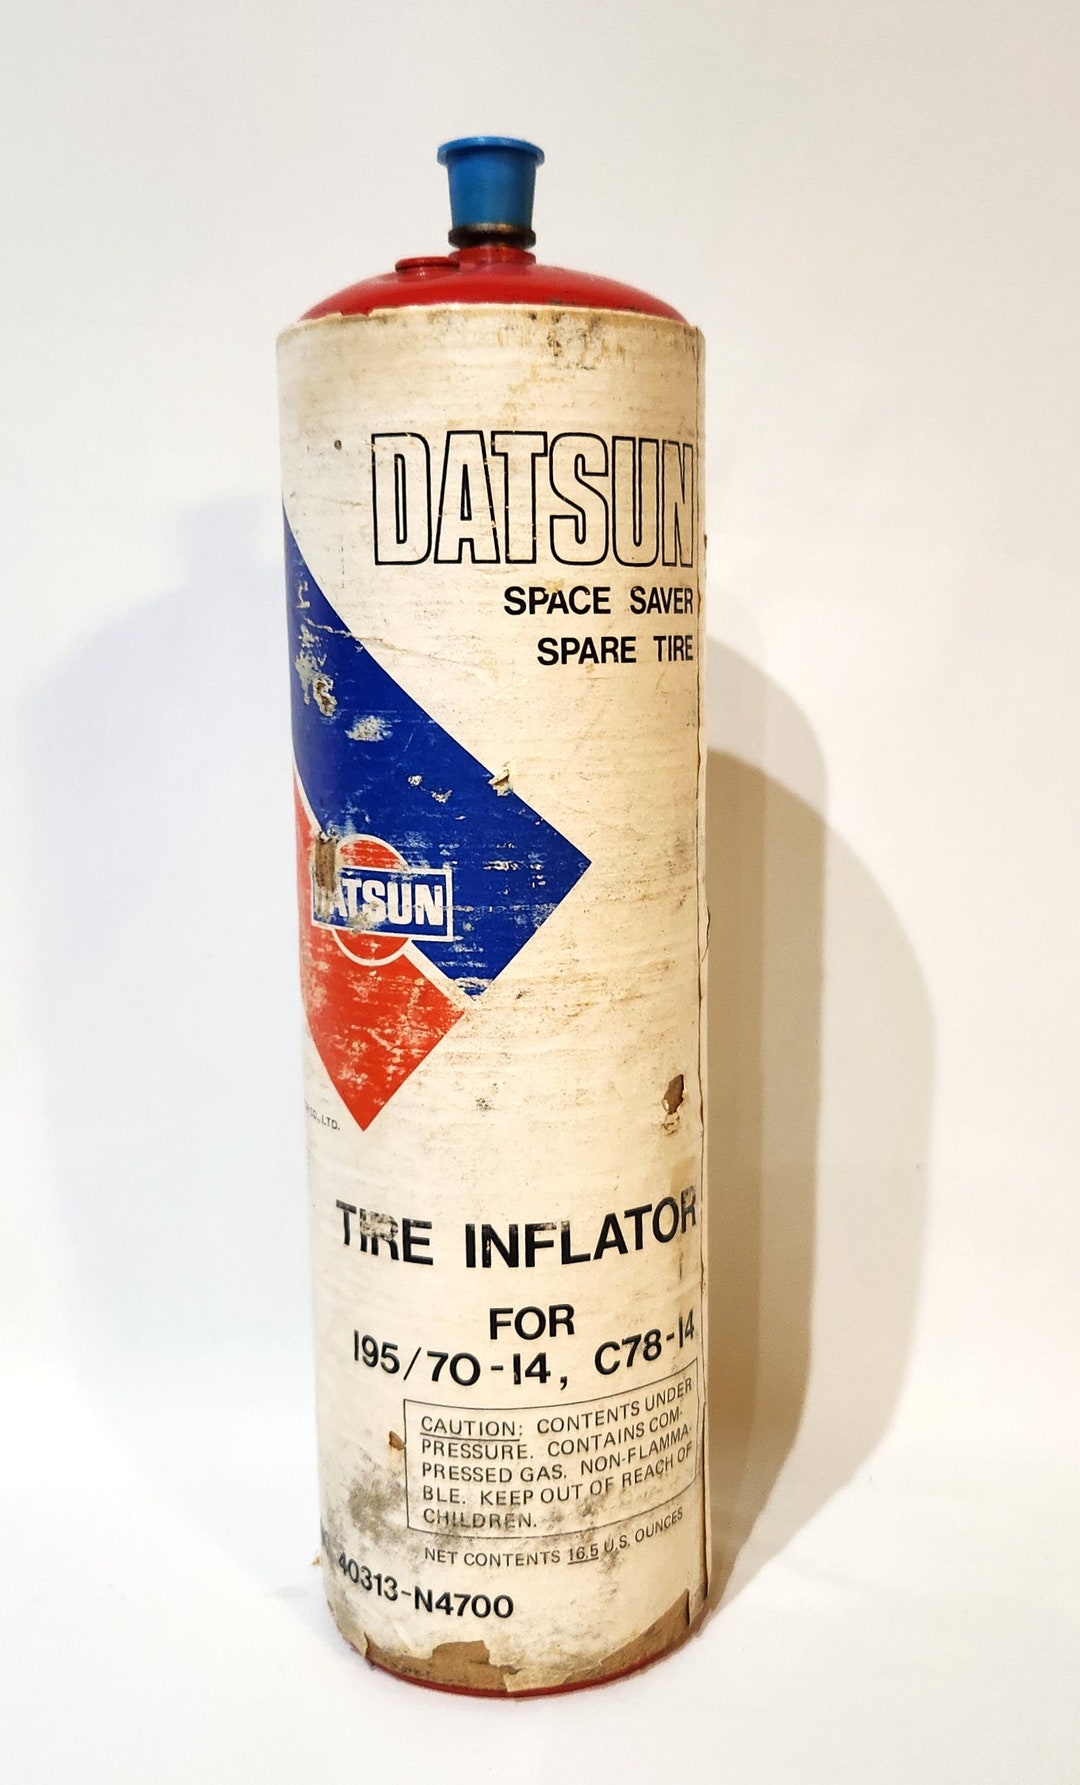 DATSUN
SPACE SAVER
SPARE TIRE
DATSUN
CO., LTD.
TIRE INFLATOR
FOR
195/70-14, C78-14
CAUTION: CONTENTS UNDER
PRESSURE. CONTAINS COM-
PRESSED GAS. NON-FLAMMA-
BLE. KEEP OUT OF REACH OF
CHILDREN.
NET CONTENTS 16.5 U.S. OUNCES
40313-N4700